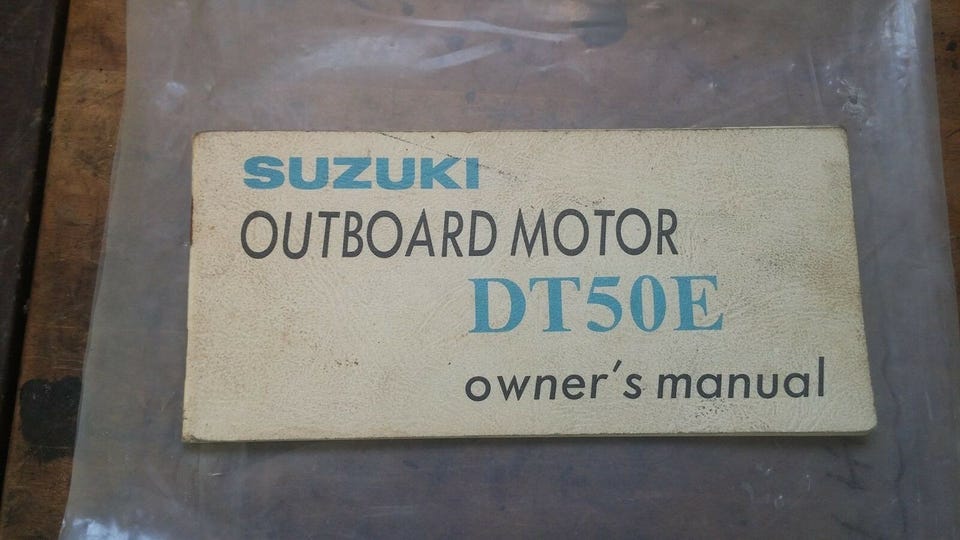 SUZUKI
OUTBOARD MOTOR
DT50E
owner's manual